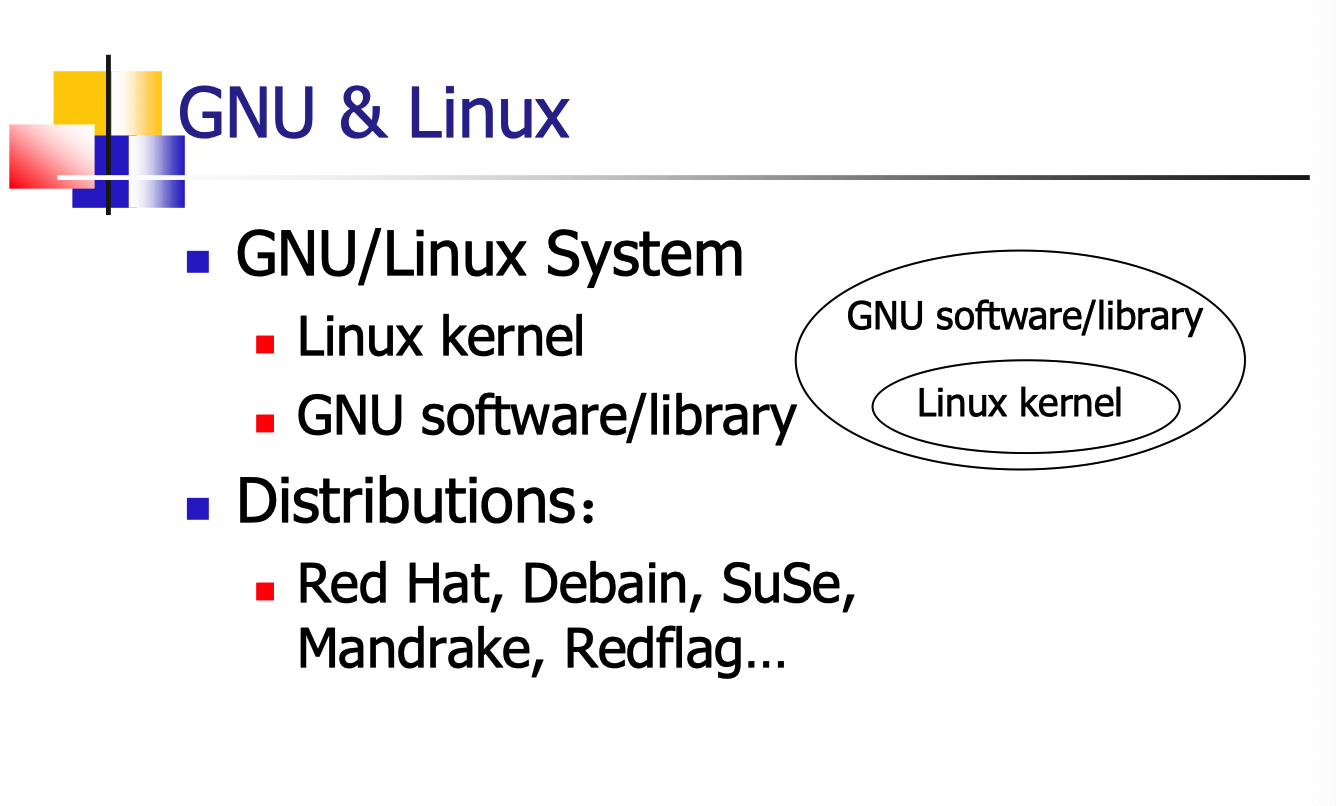 GNU & Linux
GNU/Linux System
Linux kernel
GNU software/library
Distributions：
Red Hat, Debain, SuSe,
Mandrake, Redflag…
GNU software/library
Linux kernel